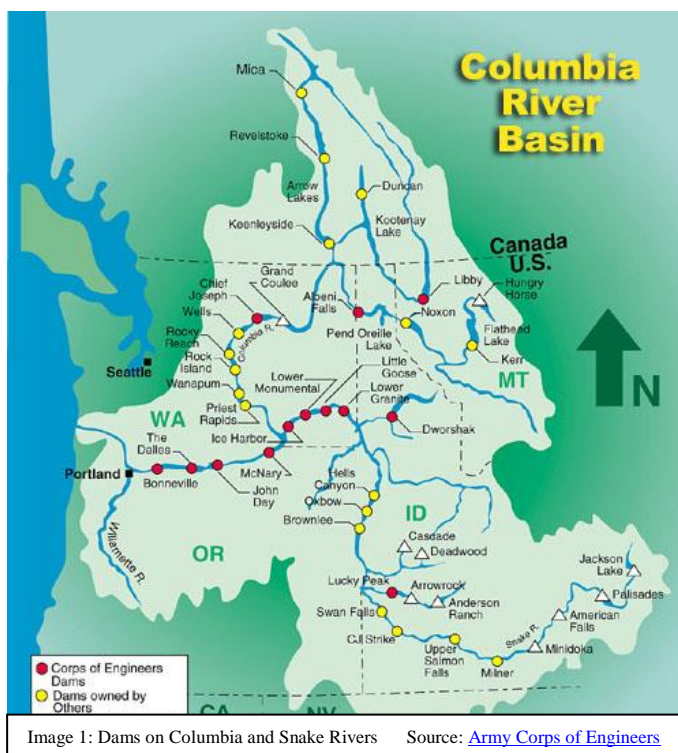 Columbia
River
Basin
Mica
Revelstoke
Arrow
Lakes
Duncan
Kootenay
Lake
Keenleyside
Canada
U.S.
Grand
Coulee
Chief
Joseph
Albeni
Falls
Libby
Hungry
Horse
Wells
Noxon
Columbia R.
Pend Oreille
Lake
Flathead
Lake
Rocky
Reach
Rock
Island
Kerr
Seattle
Little
Goose
Wanapum
Lower
Monumental
Lower
Granite
MT
N
WA
Priest
Rapids
Ice Harbor
Dworshak
The
Dalles
McNary
Portland
Bonneville
John
Day
Hells
Canyon
Oxbow
Brownlee
ID
Willamette R.
OR
Cascade
Deadwood
Jackson
Lake
Lucky Peak
Arrowrock
Palisades
Anderson
Ranch
American
Falls
Swan Falls
CJ Strike
Snake R.
Minidoka
Upper
Salmon
Falls
Milner
Corps of Engineers
Dams
Dams owned by
Others
CA
NV
Image 1: Dams on Columbia and Snake Rivers Source: Army Corps of Engineers